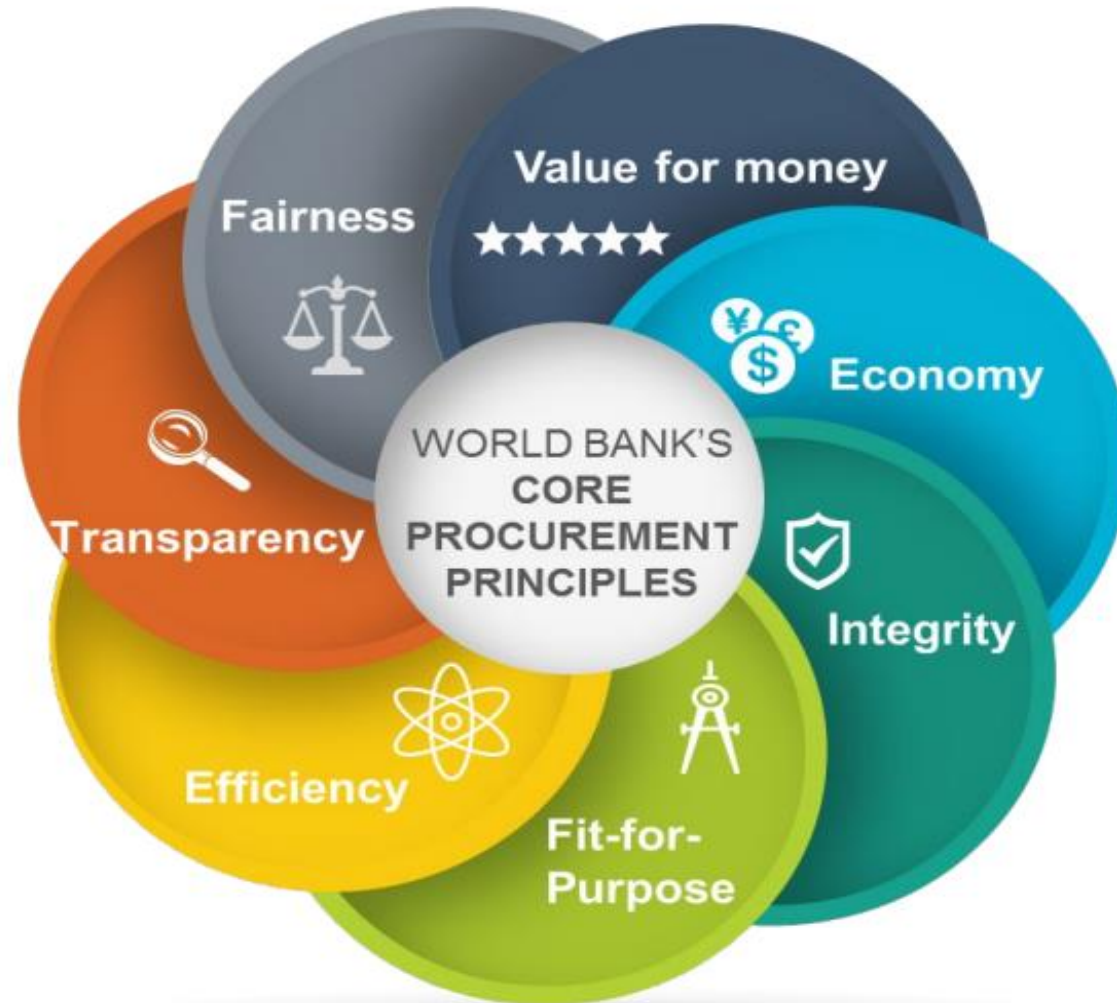 WORLD BANK'S
CORE
PROCUREMENT
PRINCIPLES
Value for money
¥ £
$
Economy
Integrity
Fit-for-
Purpose
Efficiency
Transparency
Fairness